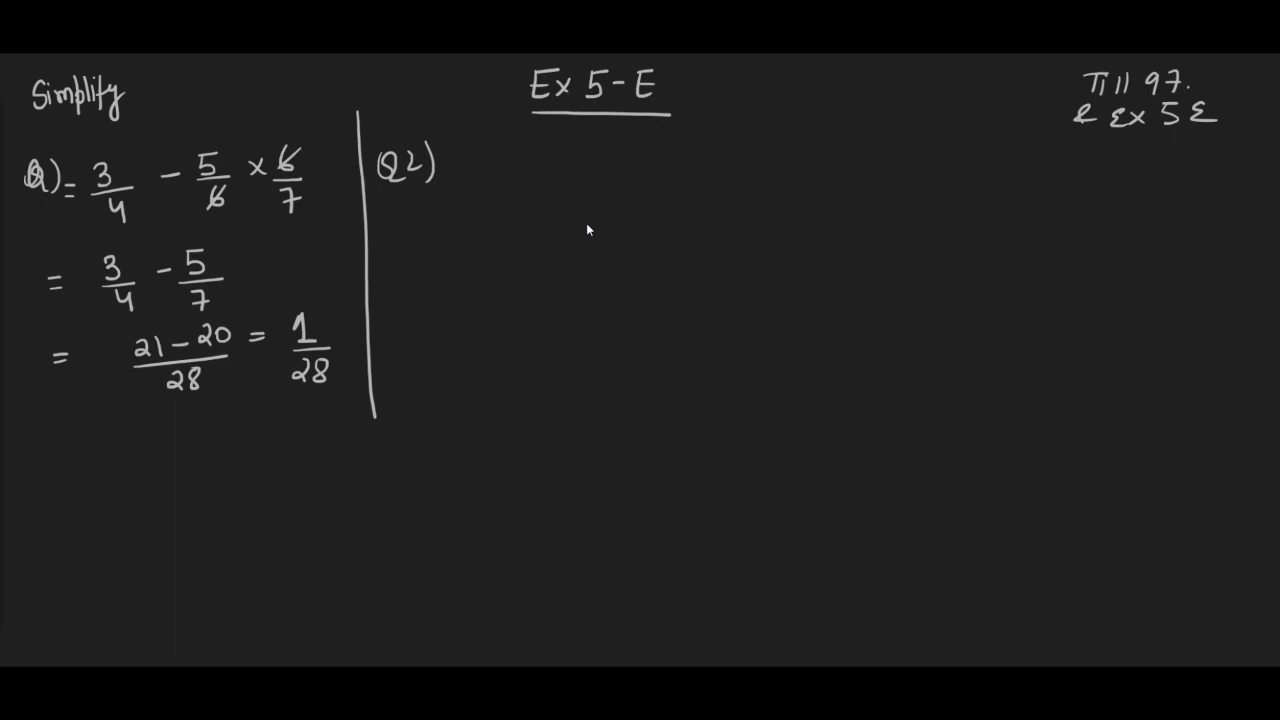 Simplify
Ex 5-E
Till 97.
& Ex 5 E
Q) = 3/4 - 5/6 × 6/7
= 3/4 - 5/7
= 21 - 20/28 = 1/28
Q2)